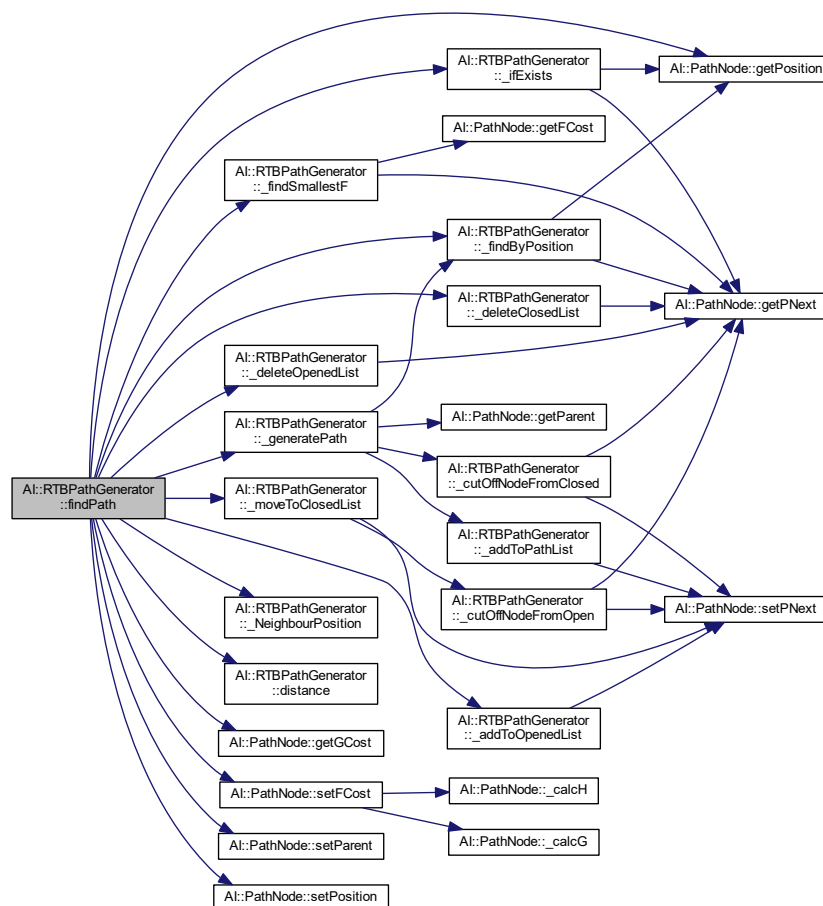 AI::RTBPathGenerator
::_ifExists
AI::PathNode::getPosition
AI::PathNode::getFCost
AI::RTBPathGenerator
::_findSmallestF
AI::RTBPathGenerator
::_findByPosition
AI::RTBPathGenerator
::_deleteClosedList
AI::PathNode::getPNext
AI::RTBPathGenerator
::_deleteOpenedList
AI::RTBPathGenerator
::_generatePath
AI::PathNode::getParent
AI::RTBPathGenerator
::_cutOffNodeFromClosed
AI::RTBPathGenerator
::findPath
AI::RTBPathGenerator
::_moveToClosedList
AI::RTBPathGenerator
::_addToPathList
AI::RTBPathGenerator
::_cutOffNodeFromOpen
AI::PathNode::setPNext
AI::RTBPathGenerator
::_NeighbourPosition
AI::RTBPathGenerator
::distance
AI::RTBPathGenerator
::_addToOpenedList
AI::PathNode::getGCost
AI::PathNode::setFCost
AI::PathNode::_calcH
AI::PathNode::_calcG
AI::PathNode::setParent
AI::PathNode::setPosition